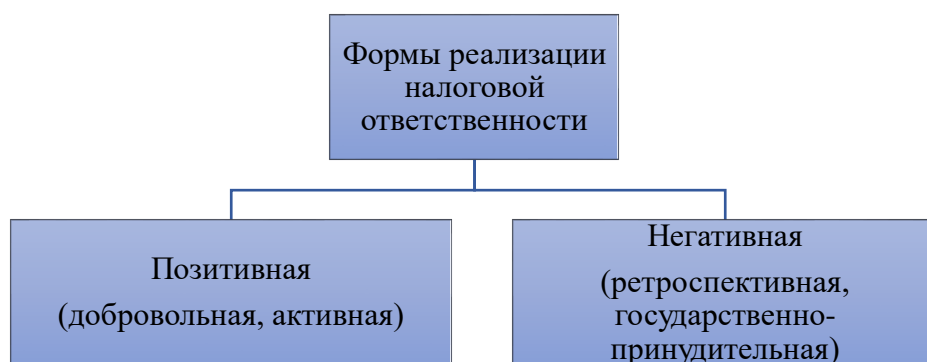 Формы реализации
налоговой
ответственности
Позитивная
(добровольная, активная)
Негативная
(ретроспективная,
государственно-
принудительная)